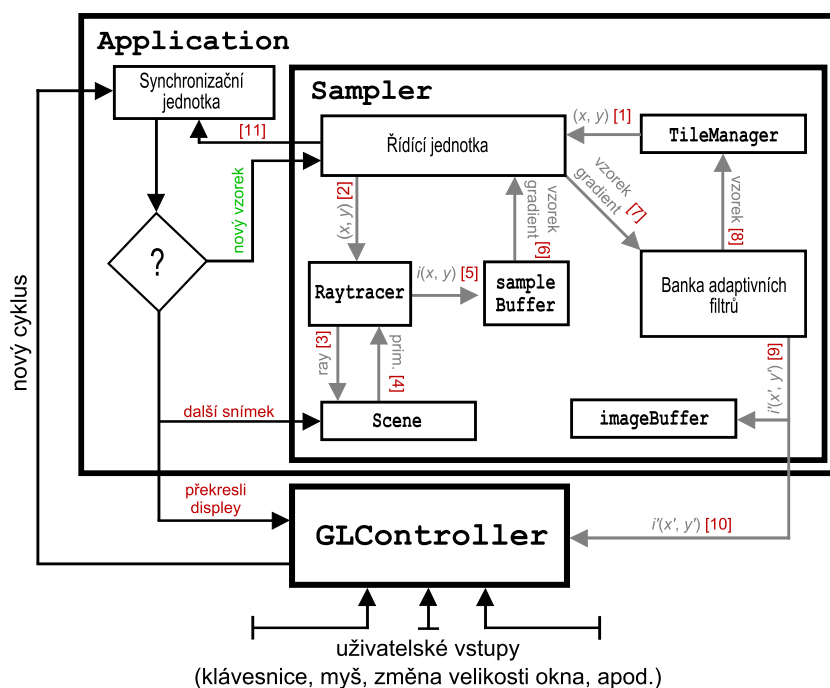 Application
Synchronizační
jednotka
Sampler
[11]
Řídící jednotka
(x, y) [1]
TileManager
nový vzorek
(x, y) [2]
vzorek
gradient
[6]
vzorek
gradient
[7]
vzorek
[8]
?
Raytracer
i(x, y) [5]
sample
Buffer
Banka adaptivních
filtrů
nový cyklus
ray [3]
prim.
[4]
i'(x', y')
[9]
další snímek
Scene
imageBuffer
překresli
displey
GLController
i'(x', y') [10]
uživatelské vstupy
(klávesnice, myš, změna velikosti okna, apod.)